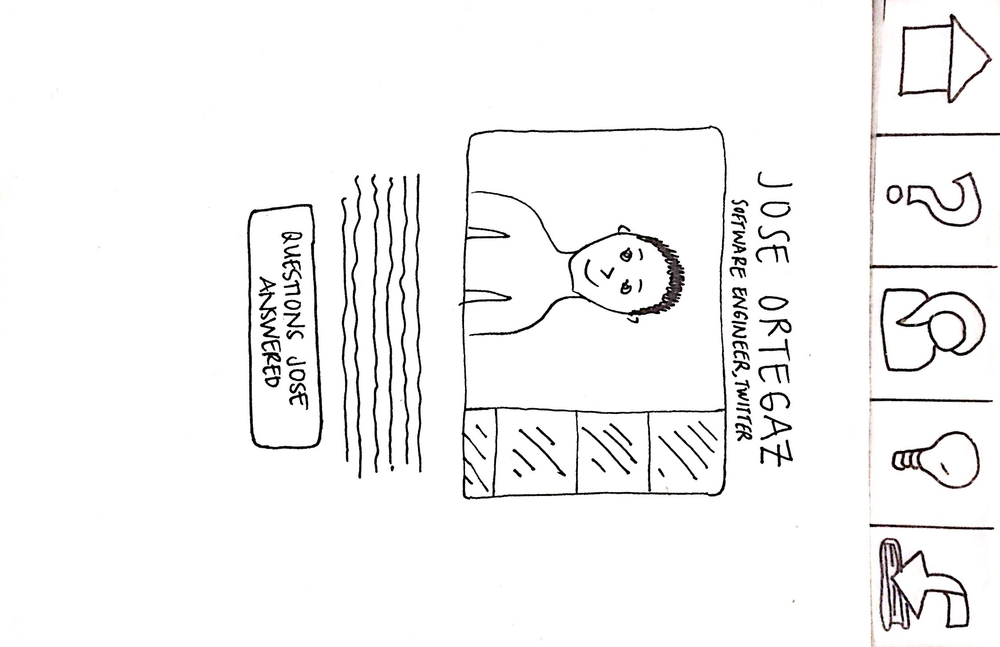 JOSE ORTEGAZ
SOFTWARE ENGINEER, TWITTER
QUESTIONS JOSE
ANSWERED